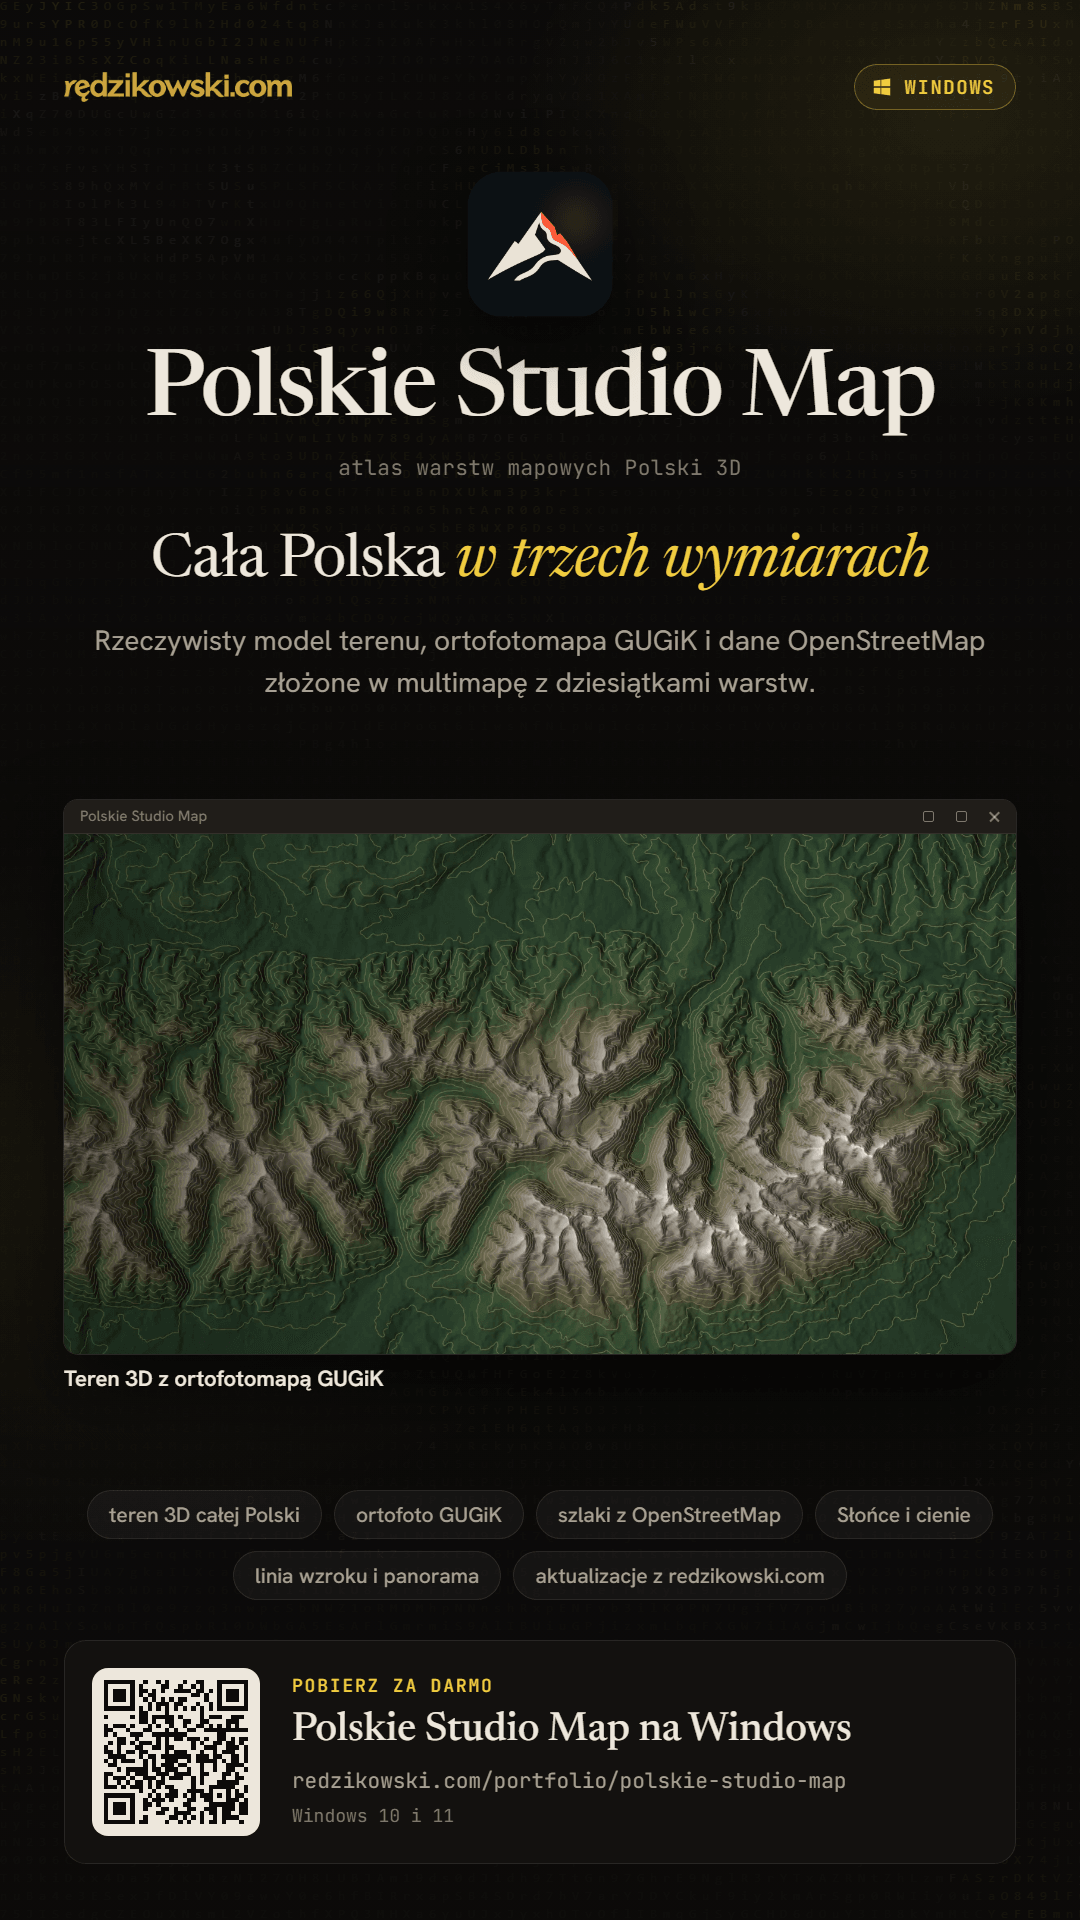 rędzikowski.com
WINDOWS
Polskie Studio Map
atlas warstw mapowych Polski 3D
Cała Polska w trzech wymiarach
Rzeczywisty model terenu, ortofotomapa GUGiK i dane OpenStreetMap
złożone w multimapę z dziesiątkami warstw.
Polskie Studio Map
Teren 3D z ortofotomapą GUGiK
teren 3D całej Polski
ortofoto GUGiK
szlaki z OpenStreetMap
Słońce i cienie
linia wzroku i panorama
aktualizacje z redzikowski.com
POBIERZ ZA DARMO
Polskie Studio Map na Windows
redzikowski.com/portfolio/polskie-studio-map
Windows 10 i 11